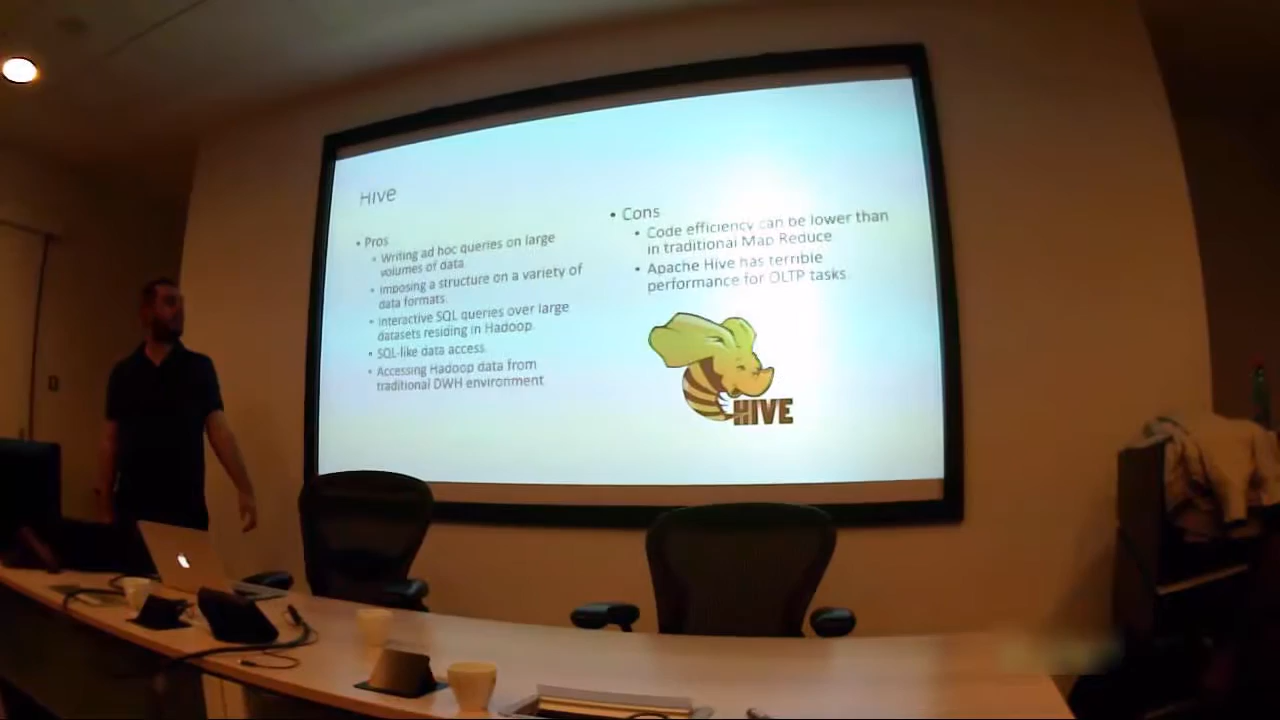 Hive
• Pros
• Writing ad hoc queries on large
volumes of data
• Imposing a structure on a variety of
data formats.
• Interactive SQL queries over large
datasets residing in Hadoop
• SQL-like data access.
• Accessing Hadoop data from
traditional DWH environment
• Cons
• Code efficiency can be lower than
in traditional Map Reduce
• Apache Hive has terrible
performance for OLTP tasks.
HIVE